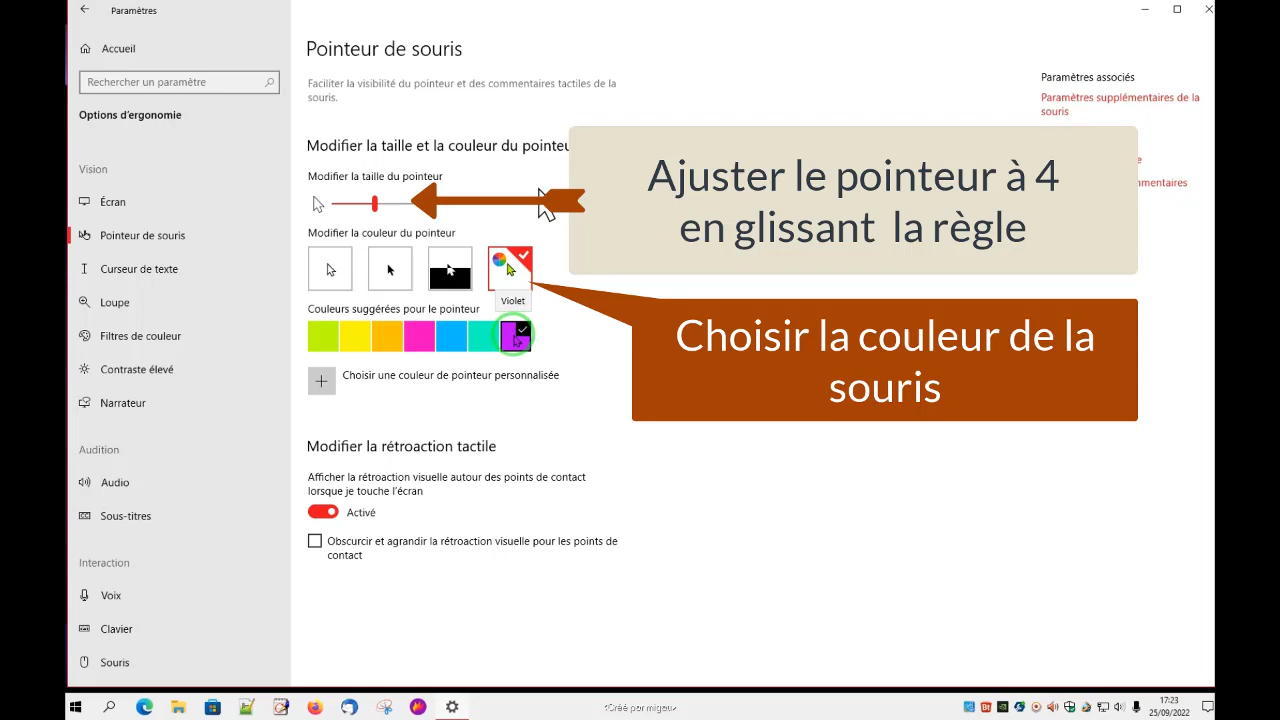 Paramètres
Accueil
Rechercher un paramètre
Options d'ergonomie
Vision
Écran
Pointeur de souris
Curseur de texte
Loupe
Filtres de couleur
Contraste élevé
Narrateur
Audition
Audio
Sous-titres
Interaction
Voix
Clavier
Souris
Pointeur de souris
Faciliter la visibilité du pointeur et des commentaires tactiles de la
souris.
Modifier la taille et la couleur du pointeu
Modifier la taille du pointeur
Modifier la couleur du pointeur
Violet
Couleurs suggérées pour le pointeur
Choisir une couleur de pointeur personnalisée
Modifier la rétroaction tactile
Afficher la rétroaction visuelle autour des points de contact
lorsque je touche l'écran
Activé
Obscurcir et agrandir la rétroaction visuelle pour les points de
contact
Ajuster le pointeur à 4
en glissant la règle
Choisir la couleur de la
souris
Paramètres associés
Paramètres supplémentaires de la
souris
e
mmentaires
<Créé par migau>
17:23
25/09/2022